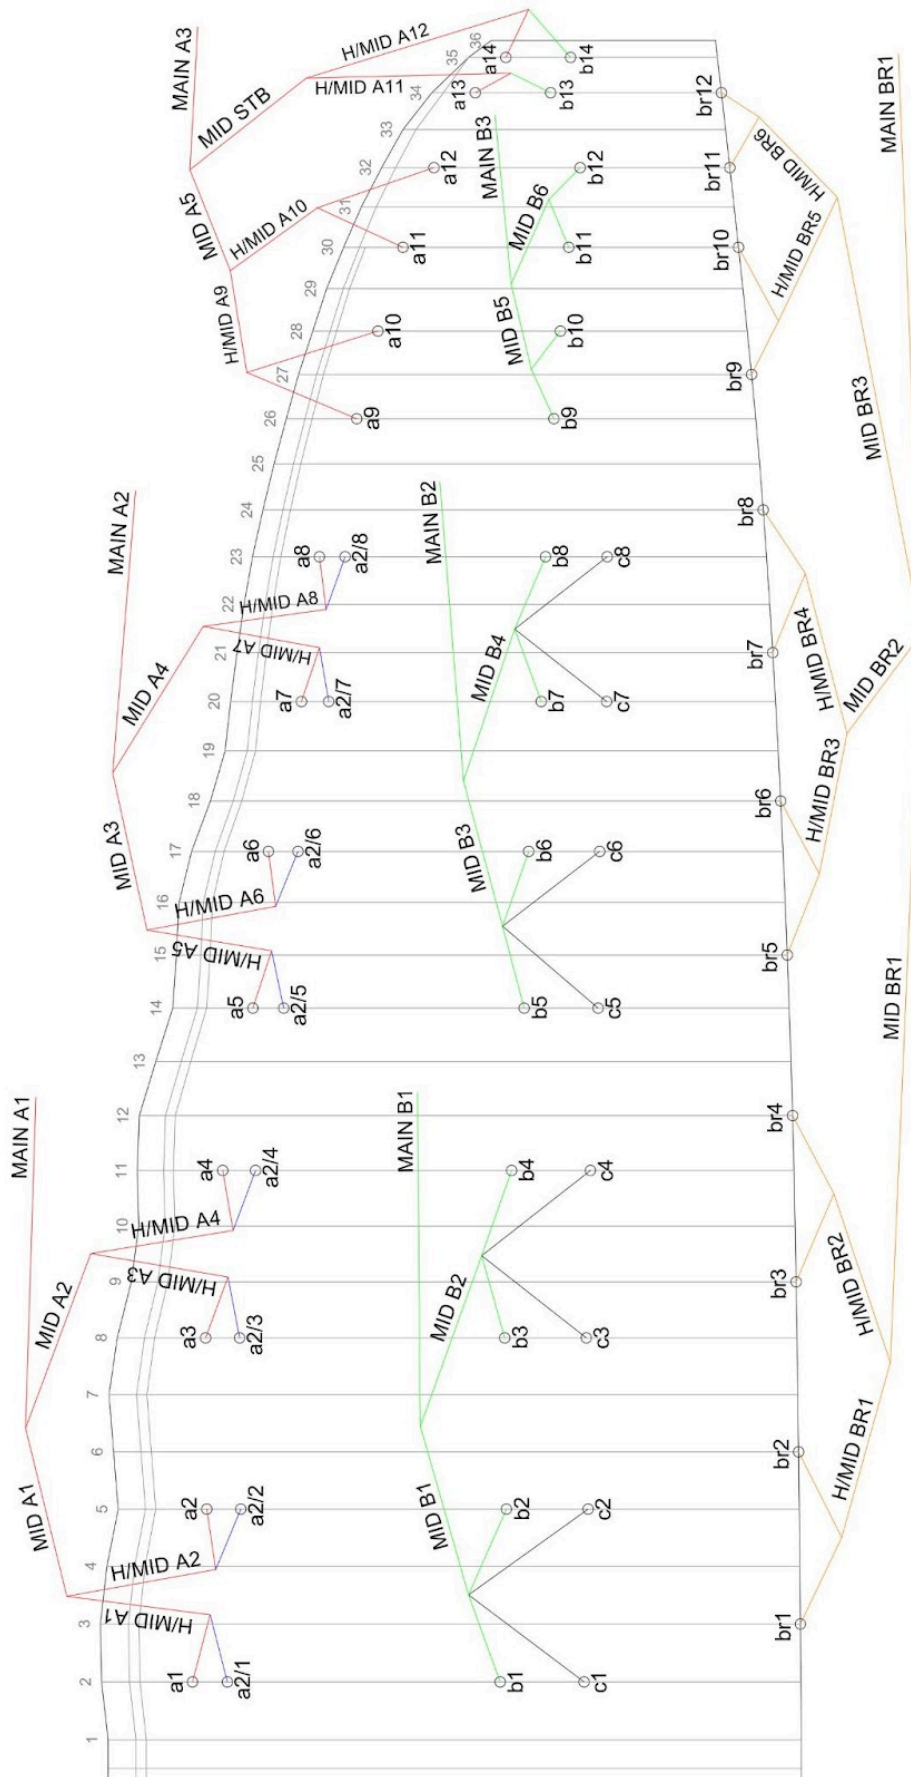 MAIN A1
MAIN A2
MAIN A3
MID A1
MID A2
MID A3
MID A4
MID A5
MID STB
H/MID A1
H/MID A2
H/MID A3
H/MID A4
H/MID A5
H/MID A6
H/MID A7
H/MID A8
H/MID A9
H/MID A10
H/MID A11
H/MID A12
1
2
3
4
5
6
7
8
9
10
11
12
13
14
15
16
17
18
19
20
21
22
23
24
25
26
27
28
29
30
31
32
33
34
35
36
a1
a2
a3
a4
a5
a6
a7
a8
a9
a10
a11
a12
a13
a14
a2/1
a2/2
a2/3
a2/4
a2/5
a2/6
a2/7
a2/8
MAIN B1
MAIN B2
MAIN B3
MID B1
MID B2
MID B3
MID B4
MID B5
MID B6
b1
b2
b3
b4
b5
b6
b7
b8
b9
b10
b11
b12
b13
b14
c1
c2
c3
c4
c5
c6
c7
c8
br1
br2
br3
br4
br5
br6
br7
br8
br9
br10
br11
br12
H/MID BR1
H/MID BR2
H/MID BR3
H/MID BR4
H/MID BR5
H/MID BR6
MID BR1
MID BR2
MID BR3
MAIN BR1